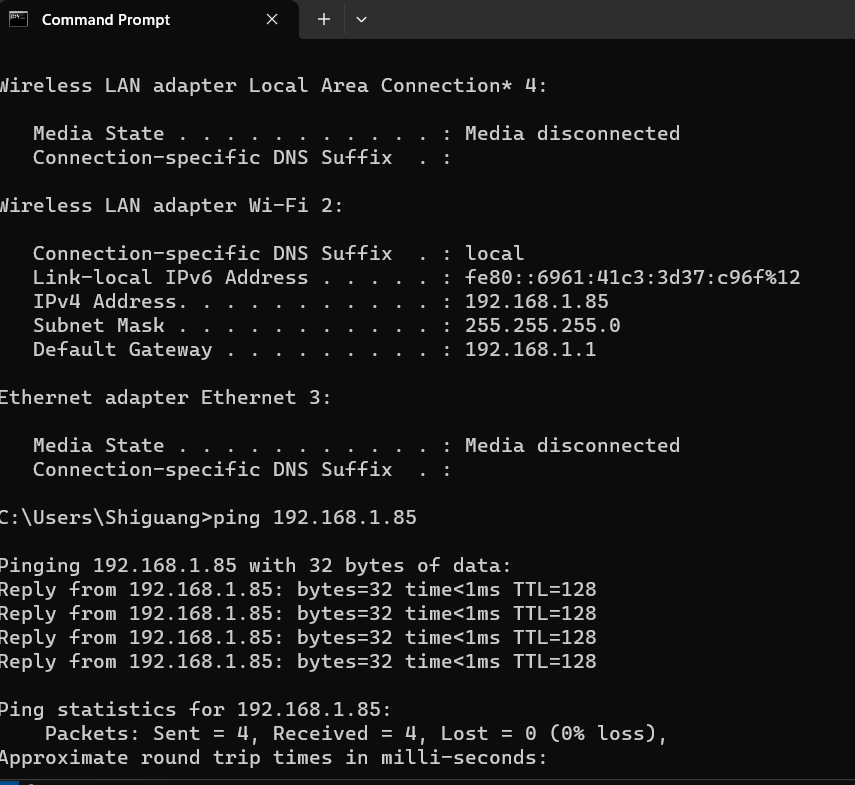 Command Prompt
Wireless LAN adapter Local Area Connection* 4:
Media State . . . . . . . . . . . : Media disconnected
Connection-specific DNS Suffix  . :
Wireless LAN adapter Wi-Fi 2:
Connection-specific DNS Suffix  . : local
Link-local IPv6 Address . . . . . : fe80::6961:41c3:3d37:c96f%12
IPv4 Address. . . . . . . . . . . : 192.168.1.85
Subnet Mask . . . . . . . . . . . : 255.255.255.0
Default Gateway . . . . . . . . . : 192.168.1.1
Ethernet adapter Ethernet 3:
Media State . . . . . . . . . . . : Media disconnected
Connection-specific DNS Suffix  . :
C:\Users\Shiguang>ping 192.168.1.85
Pinging 192.168.1.85 with 32 bytes of data:
Reply from 192.168.1.85: bytes=32 time<1ms TTL=128
Reply from 192.168.1.85: bytes=32 time<1ms TTL=128
Reply from 192.168.1.85: bytes=32 time<1ms TTL=128
Reply from 192.168.1.85: bytes=32 time<1ms TTL=128
Ping statistics for 192.168.1.85:
Packets: Sent = 4, Received = 4, Lost = 0 (0% loss),
Approximate round trip times in milli-seconds: